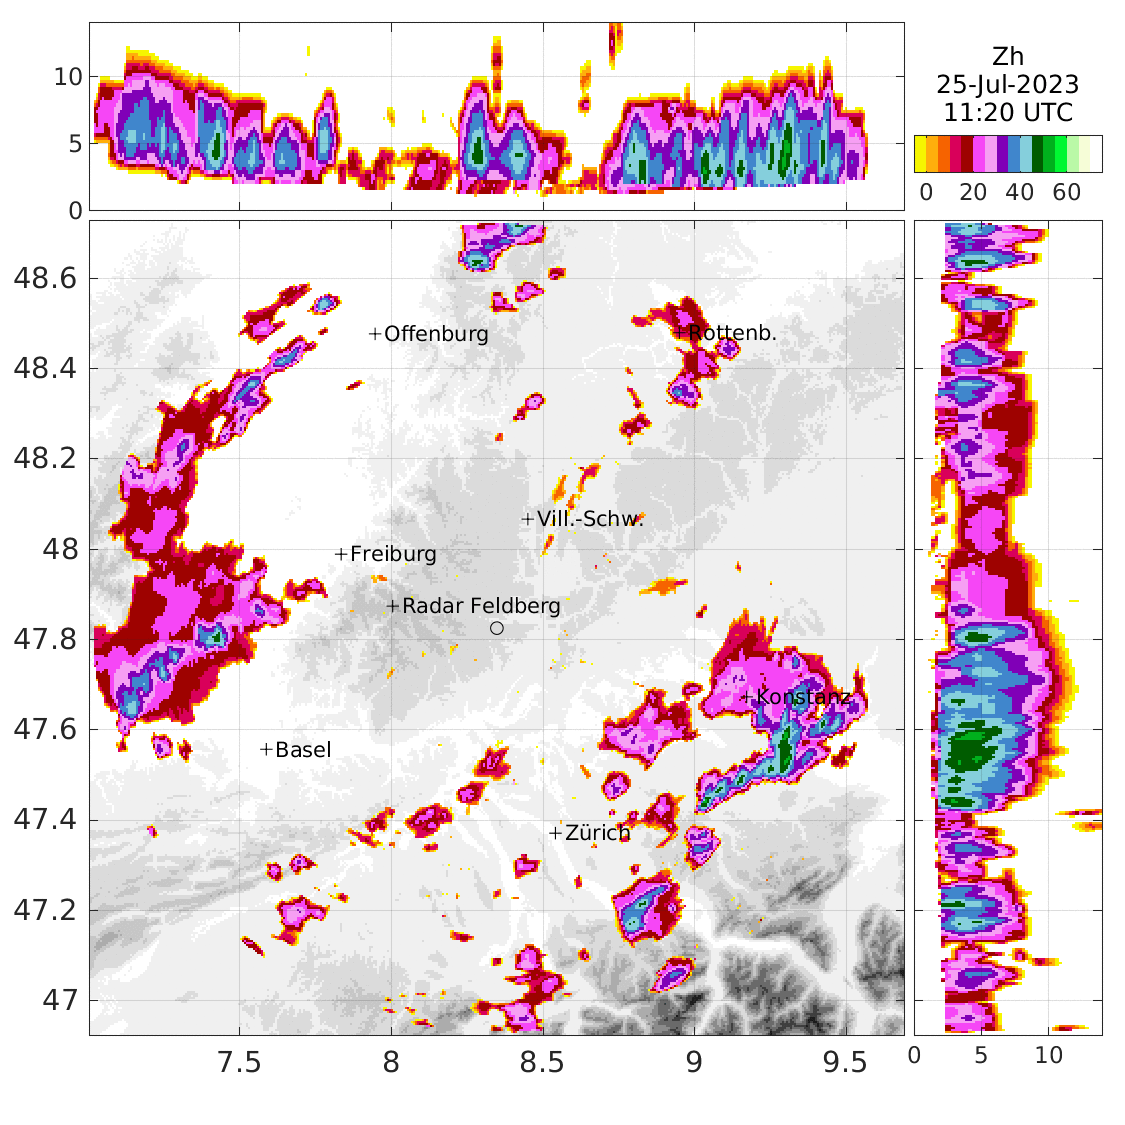 Zh
25-Jul-2023
11:20 UTC
0 20 40 60
10
5
0
48.6
48.4
48.2
48
47.8
47.6
47.4
47.2
47
Offenburg
Rottenb.
Vill.-Schw.
Freiburg
Radar Feldberg
Konstanz
Basel
Zürich
7.5 8 8.5 9 9.5
0 5 10